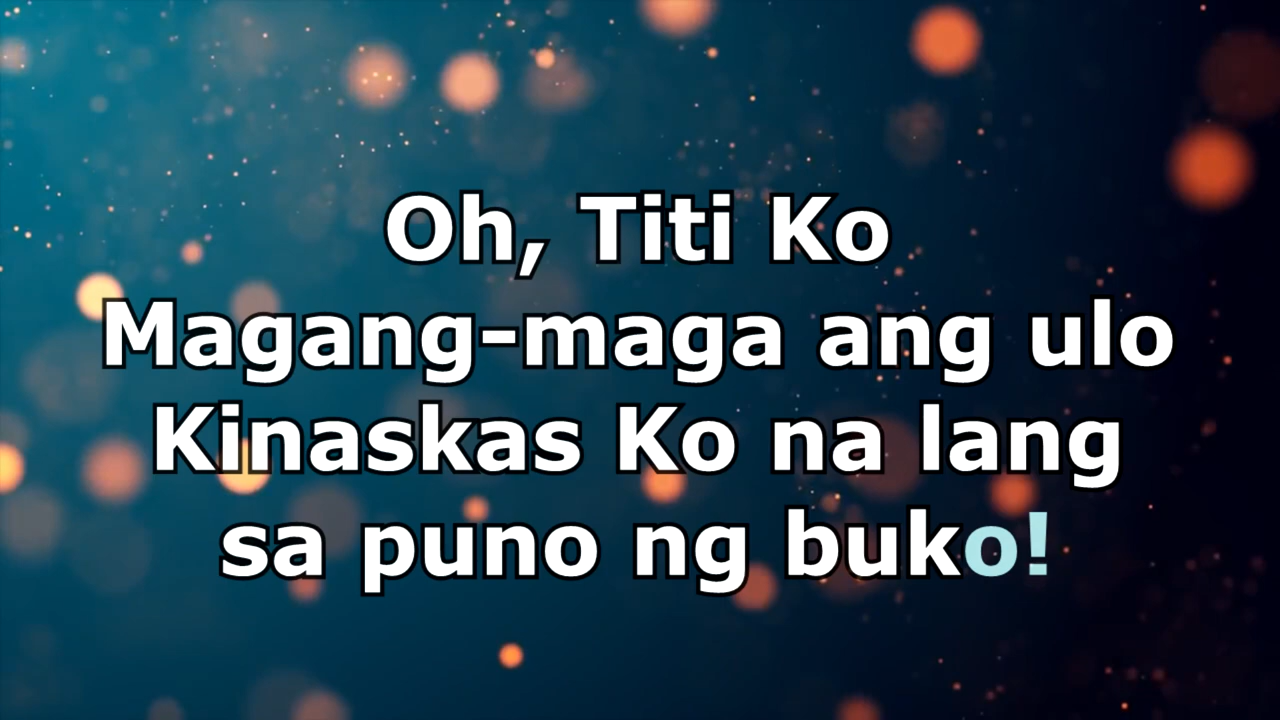 Oh, Titi Ko
Magang-maga ang ulo
Kinaskas Ko na lang
sa puno ng buko!